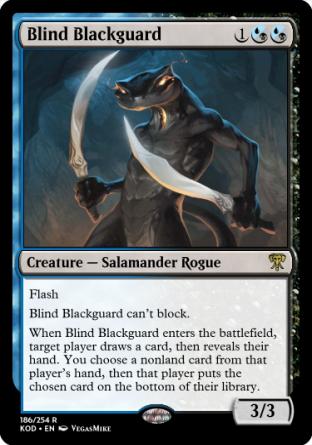 Blind Blackguard 1
Creature — Salamander Rogue
Flash
Blind Blackguard can't block.
When Blind Blackguard enters the battlefield,
target player draws a card, then reveals their
hand. You choose a nonland card from that
player's hand, then that player puts the
chosen card on the bottom of their library.
3/3
186/254 R
KOD • EN VEGASMIKE